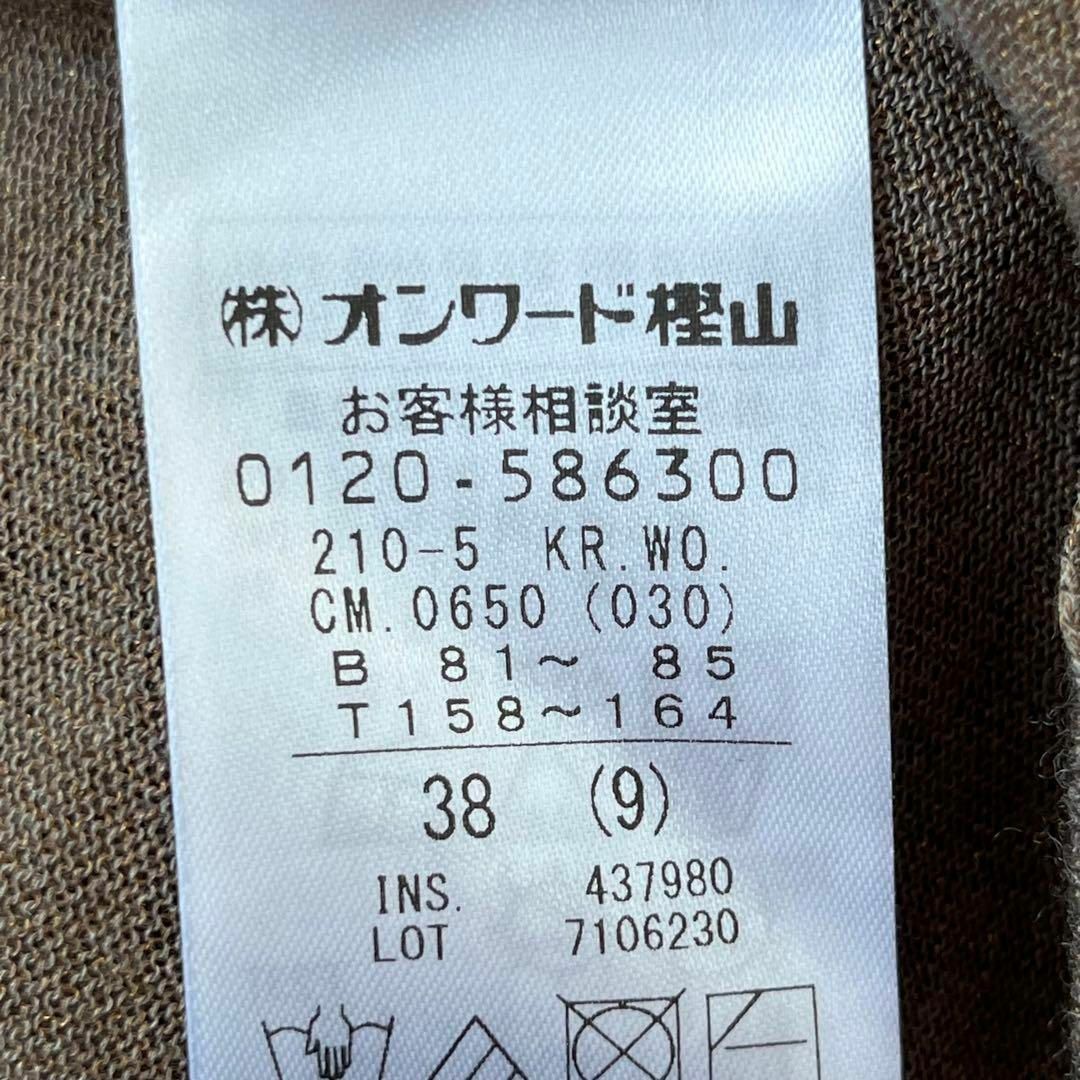 (株)オンワード樫山
お客様相談室
0120-586300
210-5 KR.WO.
CM.0650 (030)
B 81~ 85
T158~164
38 (9)
INS. 437980
LOT 7106230